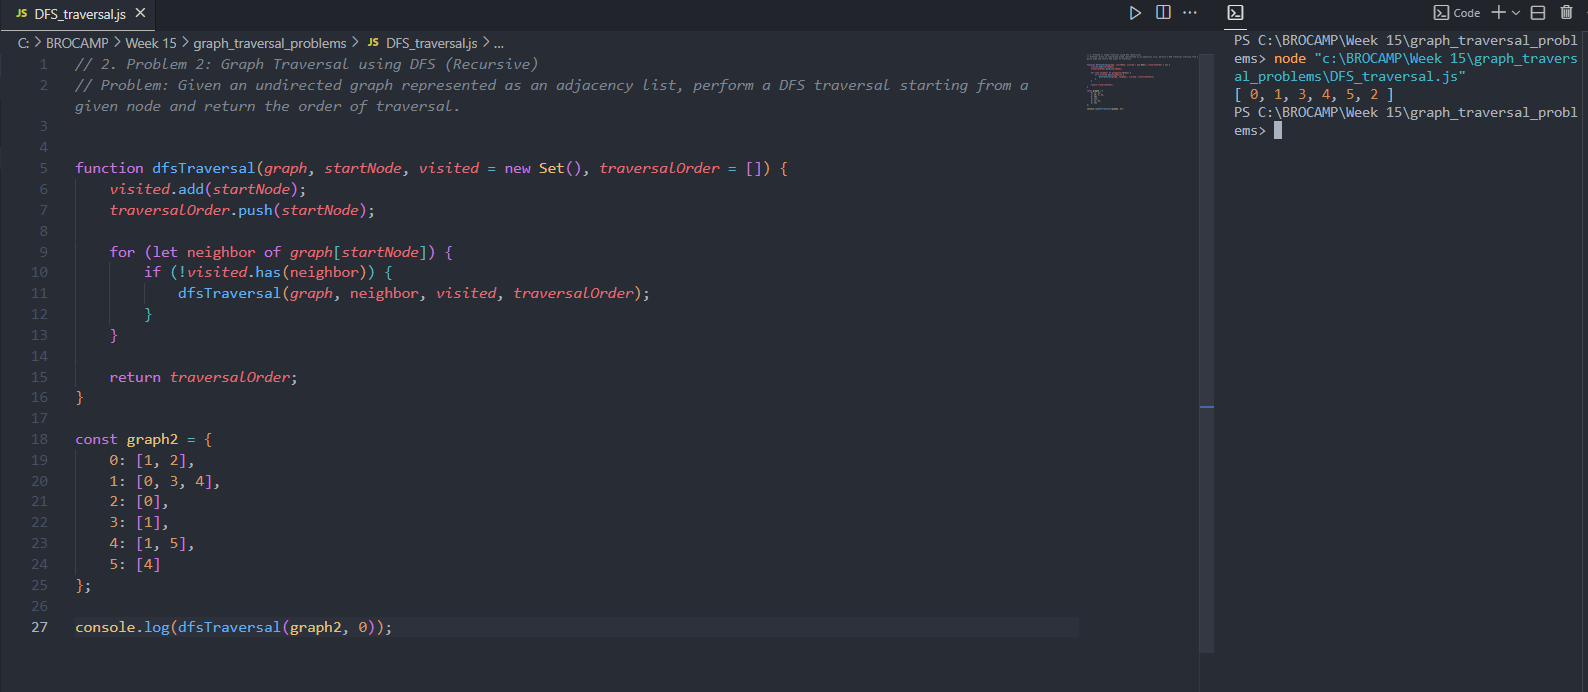 JS DFS_traversal.js
C: > BROCAMP > Week 15 > graph_traversal_problems > JS DFS_traversal.js > ...
1 // 2. Problem 2: Graph Traversal using DFS (Recursive)
2 // Problem: Given an undirected graph represented as an adjacency list, perform a DFS traversal starting from a
given node and return the order of traversal.
3
4
5 function dfsTraversal(graph, startNode, visited = new Set(), traversalOrder = []) {
6 visited.add(startNode);
7 traversalOrder.push(startNode);
8
9 for (let neighbor of graph[startNode]) {
10 if (!visited.has(neighbor)) {
11 dfsTraversal(graph, neighbor, visited, traversalOrder);
12 }
13 }
14
15 return traversalOrder;
16 }
17
18 const graph2 = {
19 0: [1, 2],
20 1: [0, 3, 4],
21 2: [0],
22 3: [1],
23 4: [1, 5],
24 5: [4]
25 };
26
27 console.log(dfsTraversal(graph2, 0));
Code
PS C:\BROCAMP\Week 15\graph_traversal_probl
ems> node "c:\BROCAMP\Week 15\graph_travers
al_problems\DFS_traversal.js"
[ 0, 1, 3, 4, 5, 2 ]
PS C:\BROCAMP\Week 15\graph_traversal_probl
ems>